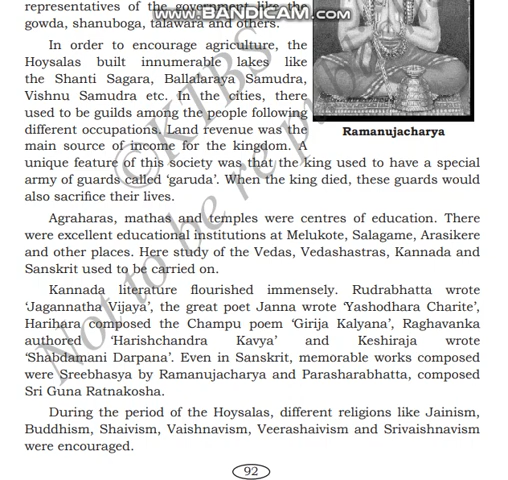 representatives of the government like the
WWW.BANDICAM.COM
gowda, shanuboga, talawara and others.
In order to encourage agriculture, the
Hoysalas built innumerable lakes like
the Shanti Sagara, Ballalaraya Samudra,
Vishnu Samudra etc. In the cities, there
used to be guilds among the people following
different occupations. Land revenue was the
main source of income for the kingdom. A
Ramanujacharya
unique feature of this society was that the King used to have a special
army of guards called ‘garuda’. When the king died, these guards would
also sacrifice their lives.
Agraharas, mathas and temples were centres of education. There
were excellent educational institutions at Melukote, Salagame, Arasikere
and other places. Here study of the Vedas, Vedashastras, Kannada and
Sanskrit used to be carried on.
Kannada literature flourished immensely. Rudrabhatta wrote
‘Jagannatha Vijaya’, the great poet Janna wrote ‘Yashodhara Charite’,
Harihara composed the Champu poem ‘Girija Kalyana’, Raghavanka
authored ‘Harishchandra Kavya’ and Keshiraja wrote
‘Shabdamani Darpana’. Even in Sanskrit, memorable works composed
were Sreebhasya by Ramanujacharya and Parasharabhatta, composed
Sri Guna Ratnakosha.
During the period of the Hoysalas, different religions like Jainism,
Buddhism, Shaivism, Vaishnavism, Veerashaivism and Srivaishnavism
were encouraged.
92
©KTBS
Not to be rep